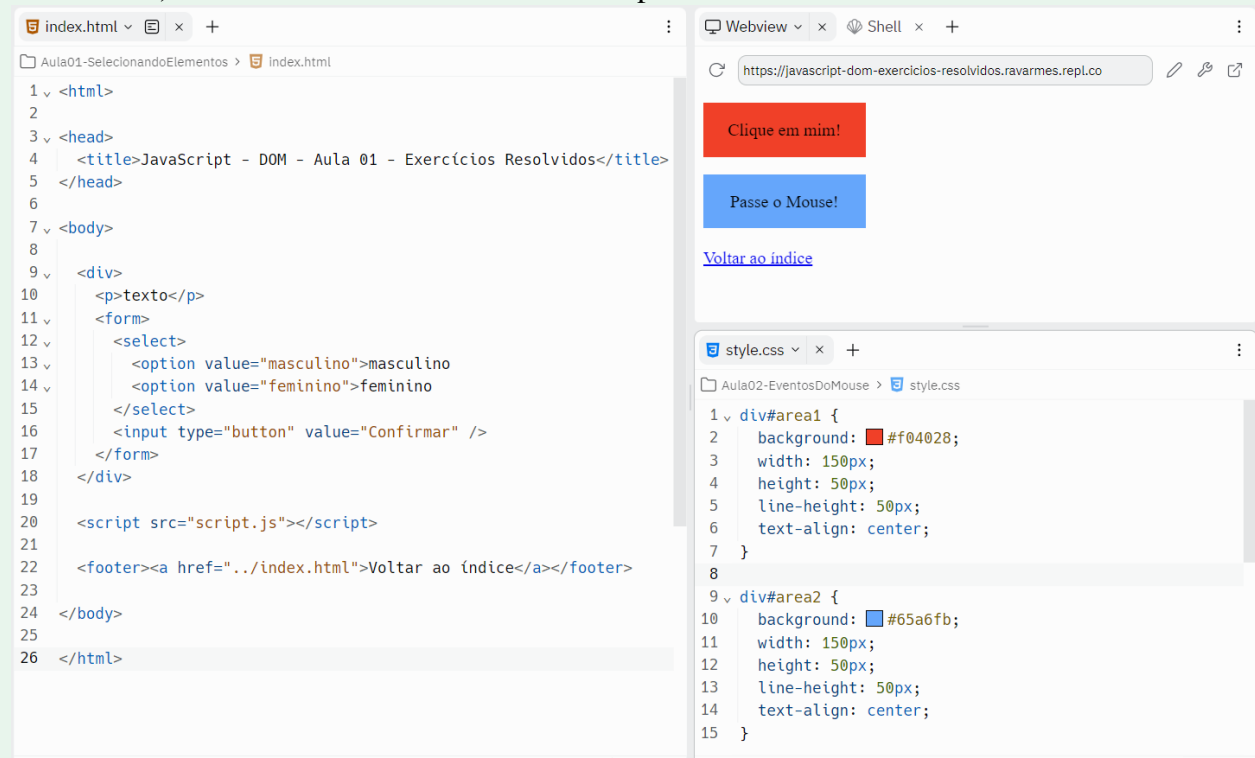 index.html
Aula01-SelecionandoElementos > index.html
1 <html>
2
3 <head>
4 <title>JavaScript - DOM - Aula 01 - Exercícios Resolvidos</title>
5 </head>
6
7 <body>
8
9 <div>
10 <p>texto</p>
11 <form>
12 <select>
13 <option value="masculino">masculino
14 <option value="feminino">feminino
15 </select>
16 <input type="button" value="Confirmar" />
17 </form>
18 </div>
19
20 <script src="script.js"></script>
21
22 <footer><a href="../index.html">Voltar ao índice</a></footer>
23
24 </body>
25
26 </html>
Webview Shell
https://javascript-dom-exercicios-resolvidos.ravarmes.repl.co
Clique em mim!
Passe o Mouse!
Voltar ao índice
style.css
Aula02-EventosDoMouse > style.css
1 div#area1 {
2 background: #f04028;
3 width: 150px;
4 height: 50px;
5 line-height: 50px;
6 text-align: center;
7 }
8
9 div#area2 {
10 background: #65a6fb;
11 width: 150px;
12 height: 50px;
13 line-height: 50px;
14 text-align: center;
15 }